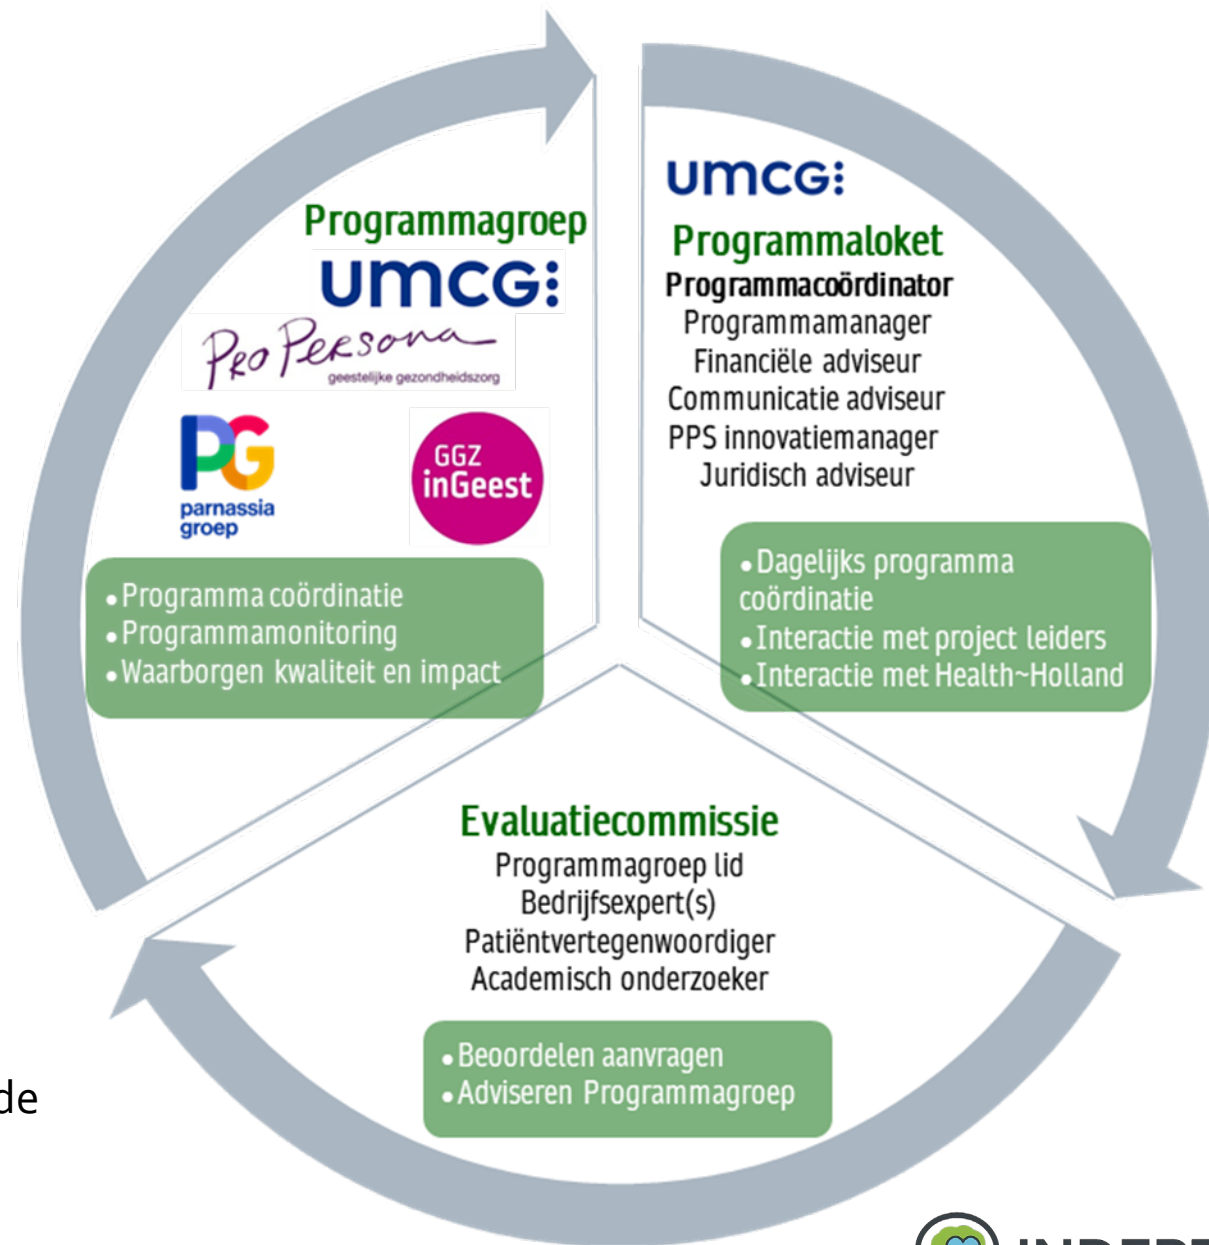 Programmagroep
umcg
Pro Persona
geestelijke gezondheidszorg
PG
parnassia
groep
GGZ
inGeest
•Programma coördinatie
•Programmamonitoring
•Waarborgen kwaliteit en impact
umcg
Programmaloket
Programmacoördinator
Programmamanager
Financiële adviseur
Communicatie adviseur
PPS innovatiemanager
Juridisch adviseur
•Dagelijks programma
coördinatie
•Interactie met project leiders
•Interactie met Health~Holland
Evaluatiecommissie
Programmagroep lid
Bedrijfsexpert(s)
Patiëntvertegenwoordiger
Academisch onderzoeker
•Beoordelen aanvragen
•Adviseren Programmagroep
de